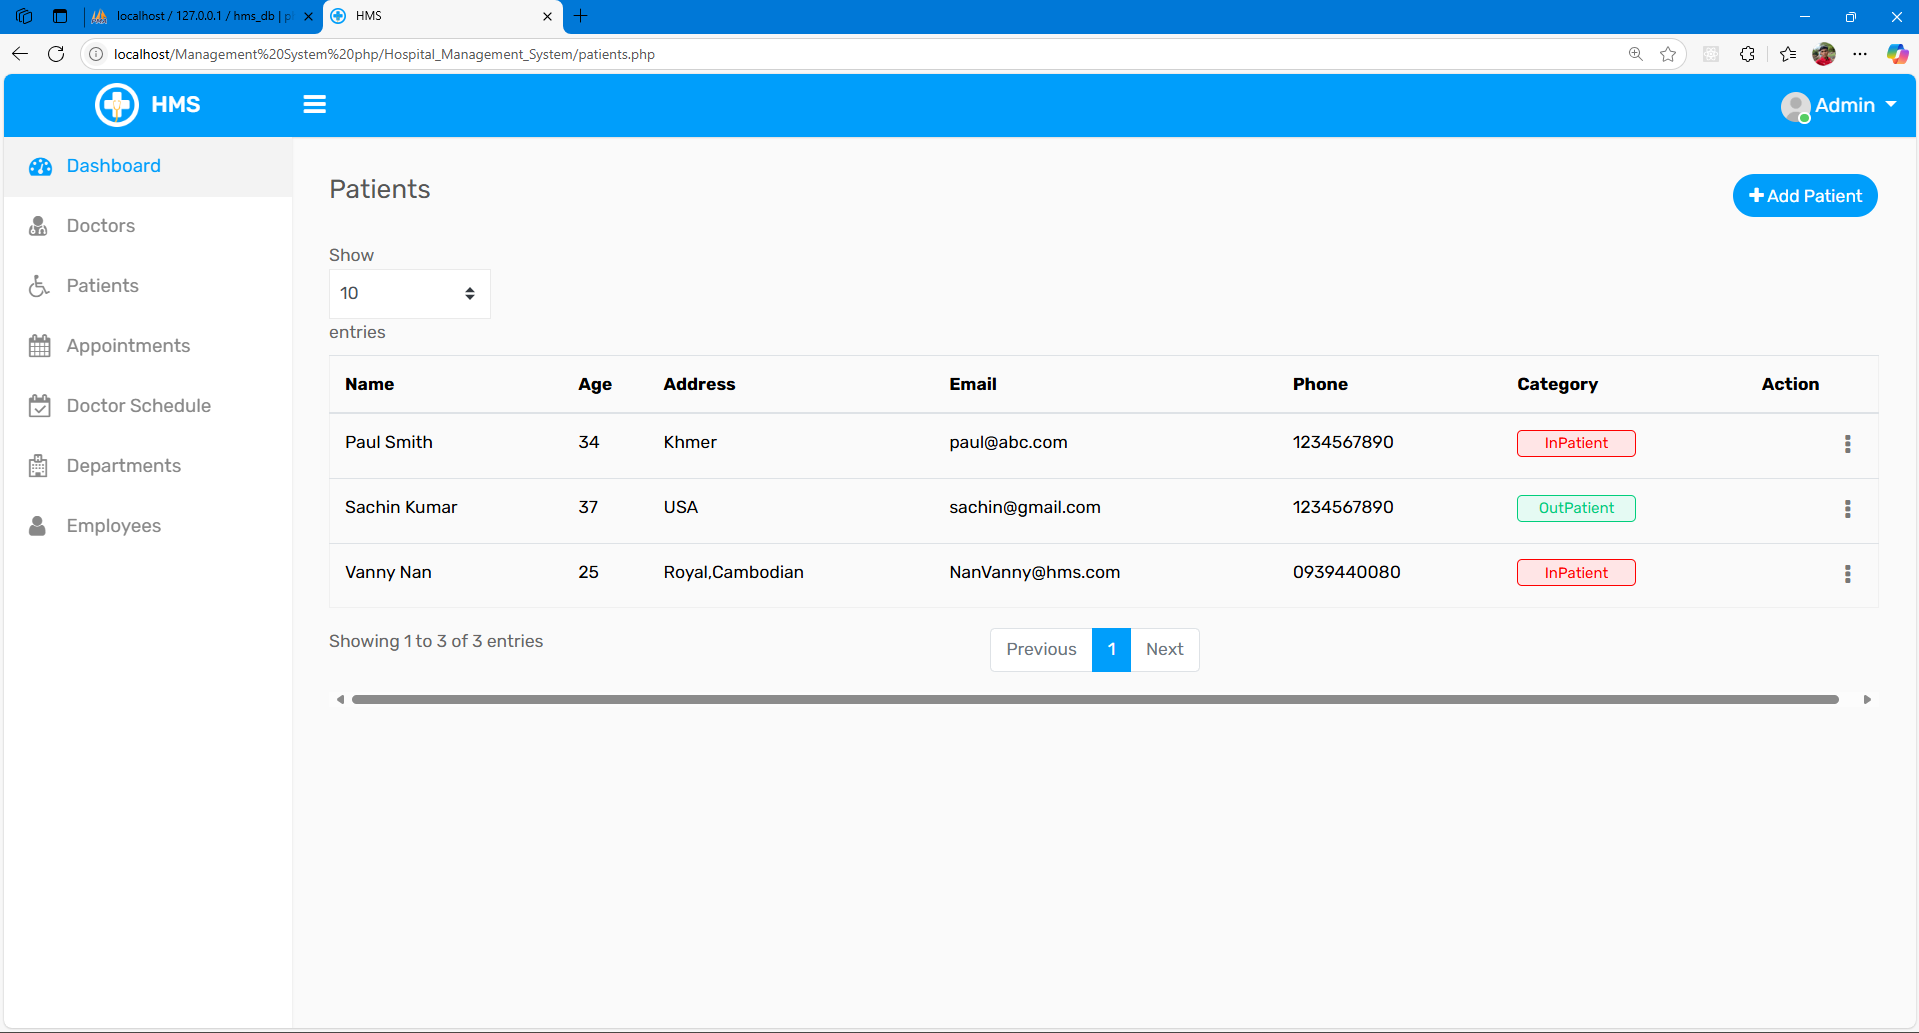 localhost / 127.0.0.1 / hms_db | pl
HMS
localhost/Management%20System%20php/Hospital_Management_System/patients.php
HMS
Admin
Dashboard
Doctors
Patients
Appointments
Doctor Schedule
Departments
Employees
Patients
Add Patient
Show
10
entries
Name Age Address Email Phone Category Action
Paul Smith 34 Khmer paul@abc.com 1234567890 InPatient
Sachin Kumar 37 USA sachin@gmail.com 1234567890 OutPatient
Vanny Nan 25 Royal,Cambodian NanVanny@hms.com 0939440080 InPatient
Showing 1 to 3 of 3 entries
Previous 1 Next